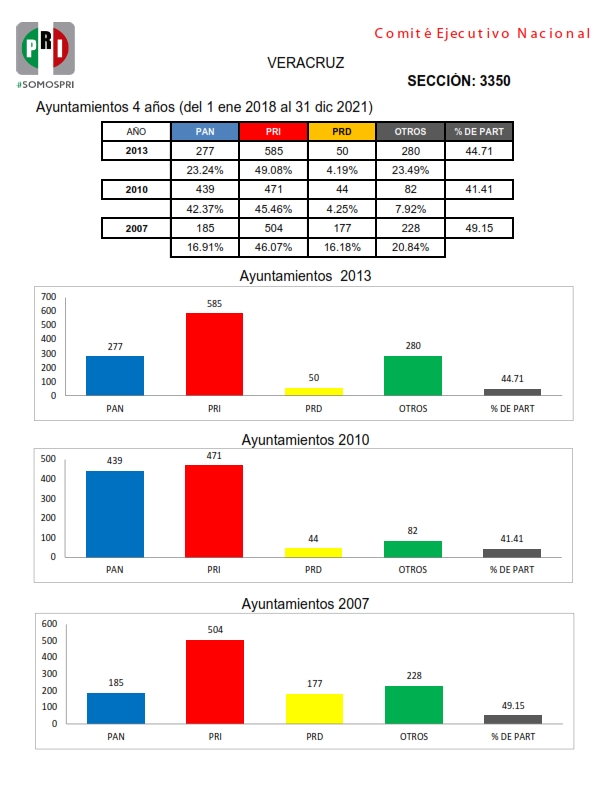 Comité Ejecutivo Nacional
PRI
#SOMOSPRI
VERACRUZ
SECCIÓN: 3350
Ayuntamientos 4 años (del 1 ene 2018 al 31 dic 2021)
AÑO PAN PRI PRD OTROS % DE PART
2013 277 585 50 280 44.71
23.24% 49.08% 4.19% 23.49%
2010 439 471 44 82 41.41
42.37% 45.46% 4.25% 7.92%
2007 185 504 177 228 49.15
16.91% 46.07% 16.18% 20.84%
Ayuntamientos 2013
700
600
500
400
300
200
100
0
277 585 50 280 44.71
PAN PRI PRD OTROS % DE PART
Ayuntamientos 2010
500
400
300
200
100
0
439 471 44 82 41.41
PAN PRI PRD OTROS % DE PART
Ayuntamientos 2007
600
500
400
300
200
100
0
185 504 177 228 49.15
PAN PRI PRD OTROS % DE PART